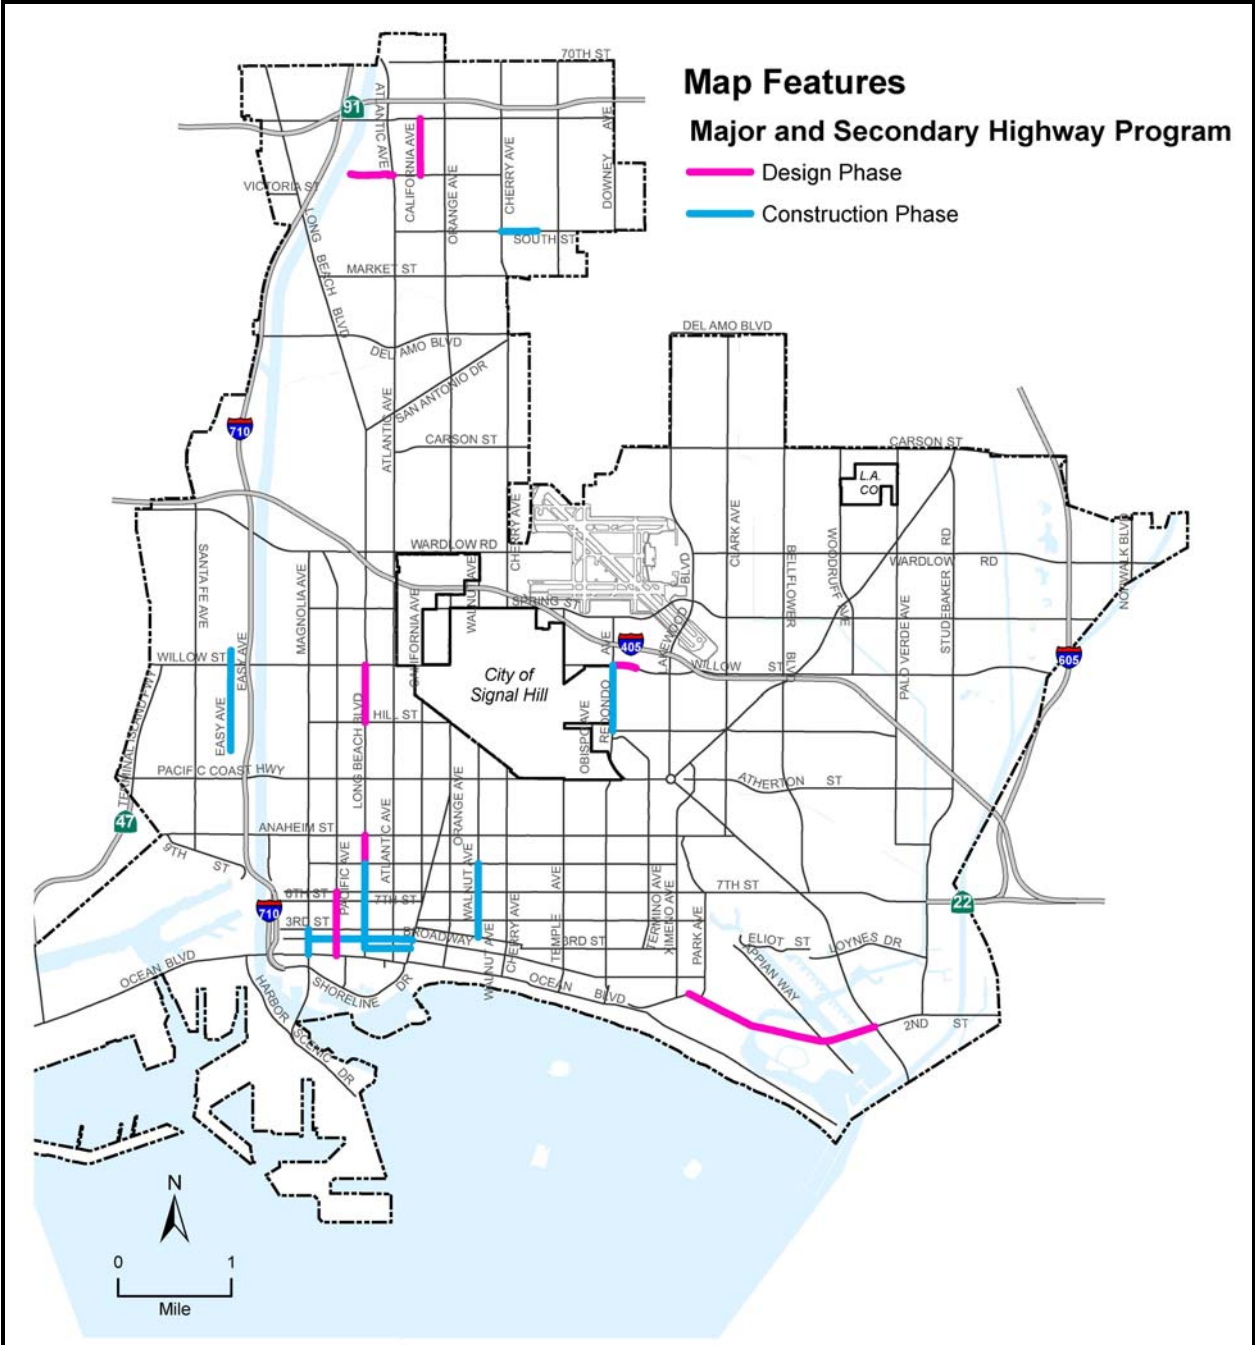 Map Features
Major and Secondary Highway Program
Design Phase
Construction Phase
70TH ST
91
ATLANTIC AVE
CALIFORNIA AVE
ORANGE AVE
CHERRY AVE
DOWNEY AVE
VICTORIA ST
LONG BEACH BLVD
SOUTH ST
MARKET ST
DEL AMO BLVD
DEL AMO BLVD
SAN ANTONIO DR
ATLANTIC AVE
710
CARSON ST
CARSON ST
L.A.
CO
CHERRY AVE
WARDLOW RD
WARDLOW RD
SANTA FE AVE
MAGNOLIA AVE
CALIFORNIA AVE
WALNUT AVE
SPRING ST
LAKEWOOD BLVD
CLARK AVE
BELLFLOWER BLVD
WOODRUFF AVE
PALO VERDE AVE
STUDEBAKER RD
NORWALK BLVD
405
605
WILLOW ST
WILLOW ST
EASY AVE
EASY AVE
City of
Signal Hill
REDONDO AVE
OBISPO AVE
HILL ST
LONG BEACH BLVD
TERMINAL ISLAND FWY
PACIFIC COAST HWY
ATHERTON ST
47
ANAHEIM ST
9TH ST
PACIFIC AVE
ATLANTIC AVE
ORANGE AVE
WALNUT AVE
6TH ST
7TH ST
7TH ST
710
22
3RD ST
BROADWAY
3RD ST
WALNUT AVE
CHERRY AVE
TEMPLE AVE
TERMINO AVE
XIMENO AVE
PARK AVE
ELIOT ST
LOYNES DR
APPIAN WAY
OCEAN BLVD
OCEAN BLVD
SHORELINE DR
HARBOR SCENIC DR
2ND ST
N
0 1
Mile